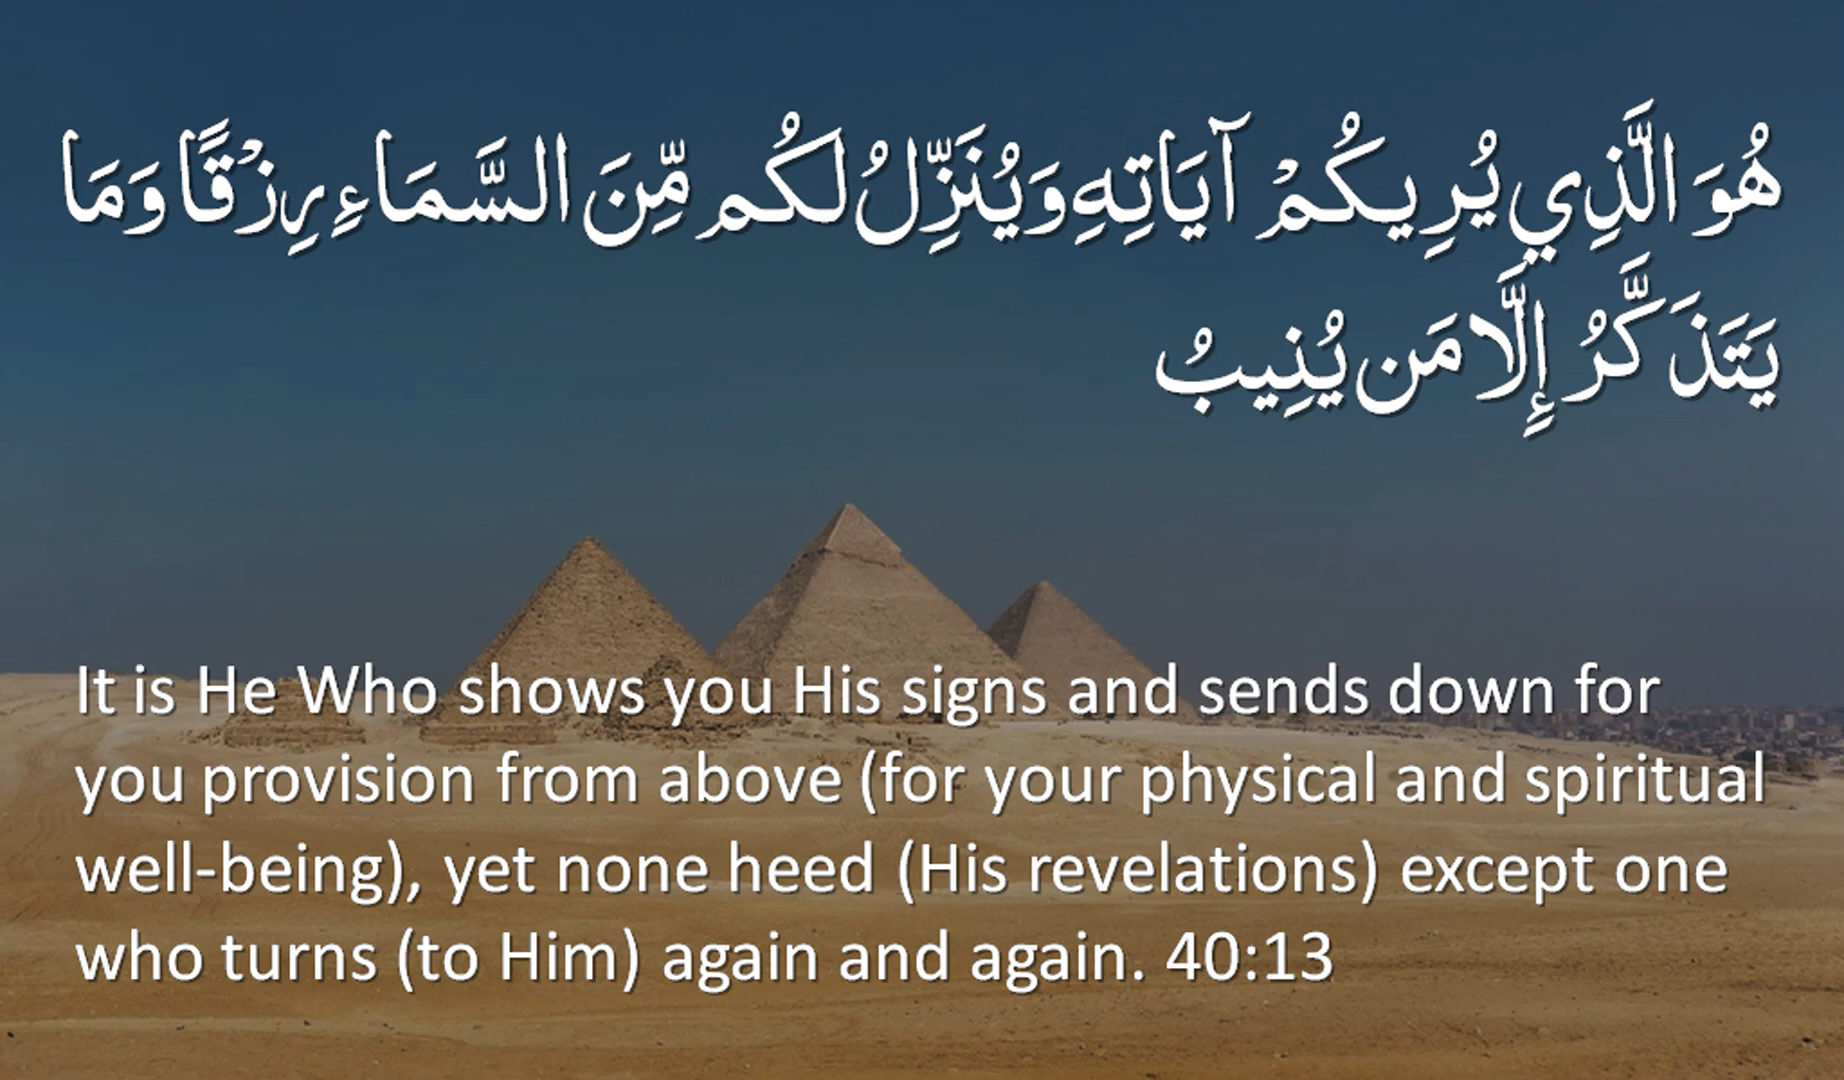 هُوَ الَّذِي يُرِيكُمْ آيَاتِهِ وَيُنَزِّلُ لَكُم مِّنَ السَّمَاءِ رِزْقًا وَمَا
يَتَذَكَّرُ إِلَّا مَن يُنِيبُ
It is He Who shows you His signs and sends down for
you provision from above (for your physical and spiritual
well-being), yet none heed (His revelations) except one
who turns (to Him) again and again. 40:13